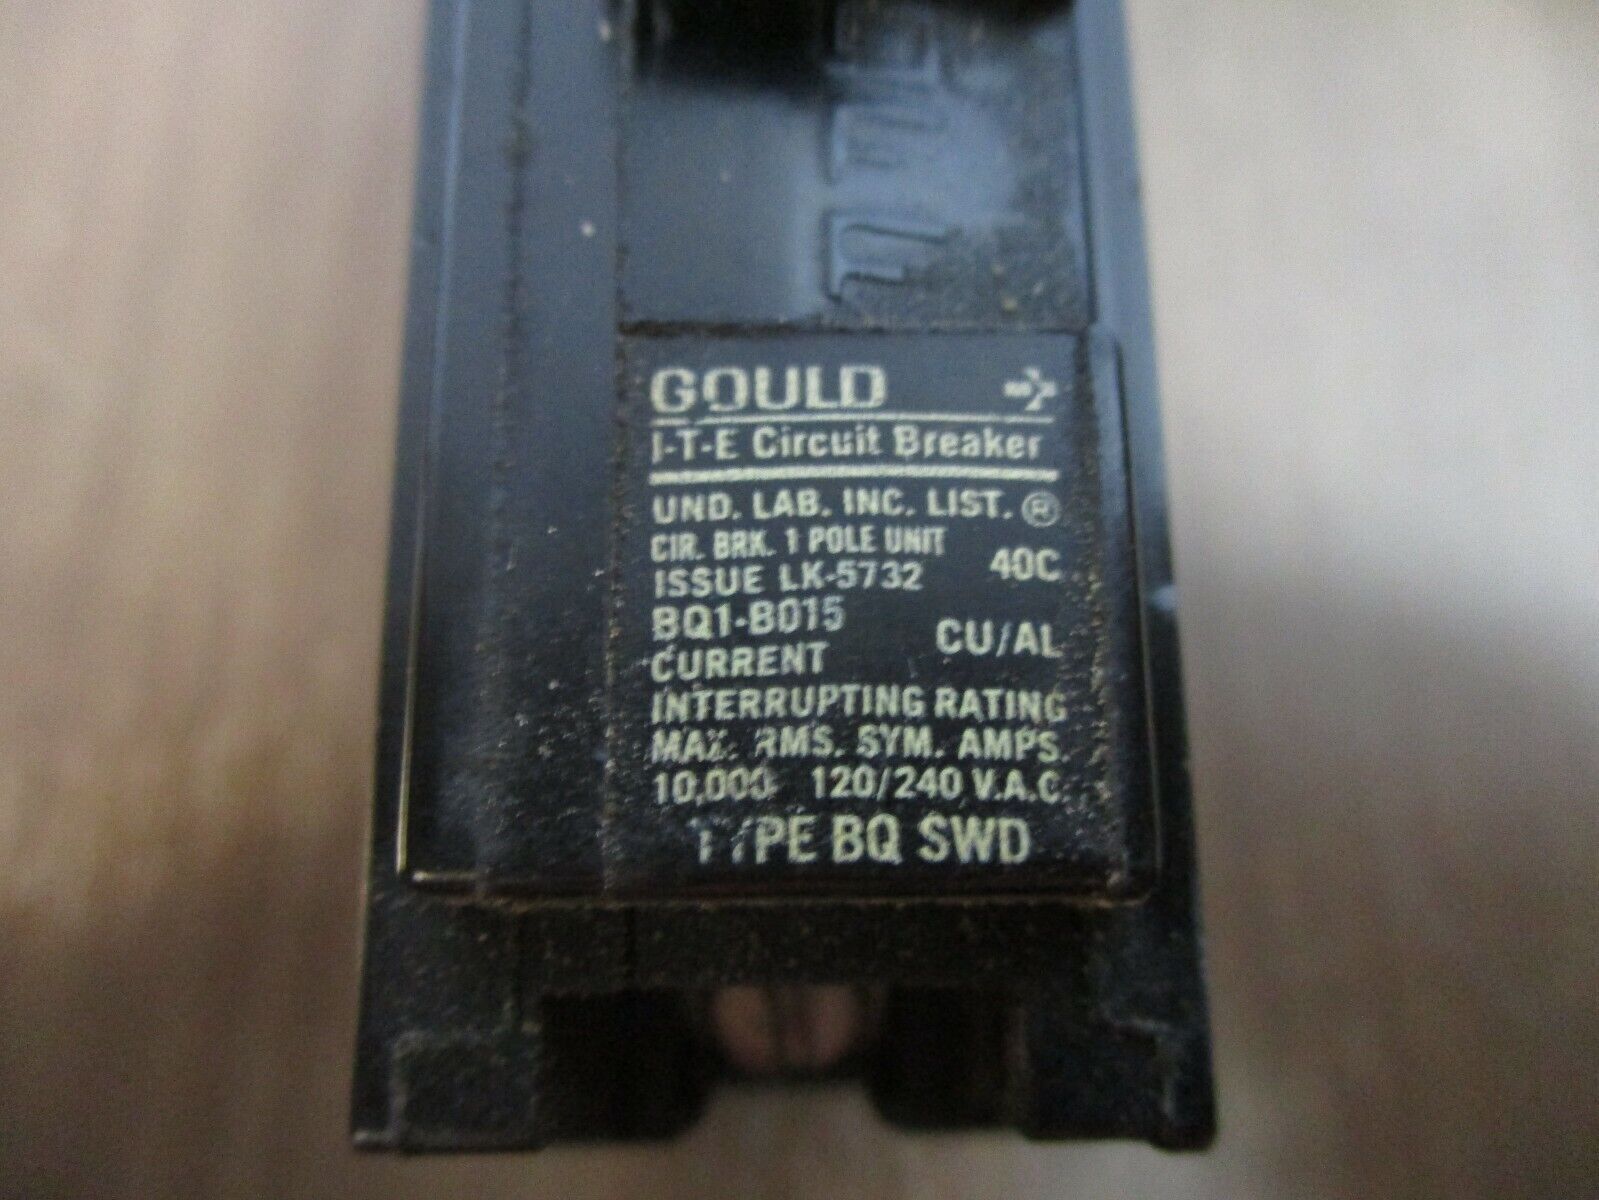 GOULD
I-T-E Circuit Breaker
UND. LAB. INC. LIST. ®
CIR. BRK. 1 POLE UNIT
40C
ISSUE LK-5732
BQ1-B015
CU/AL
CURRENT
INTERRUPTING RATING
MAX. RMS. SYM. AMPS.
10,000 120/240 V.A.C.
TYPE BQ SWD